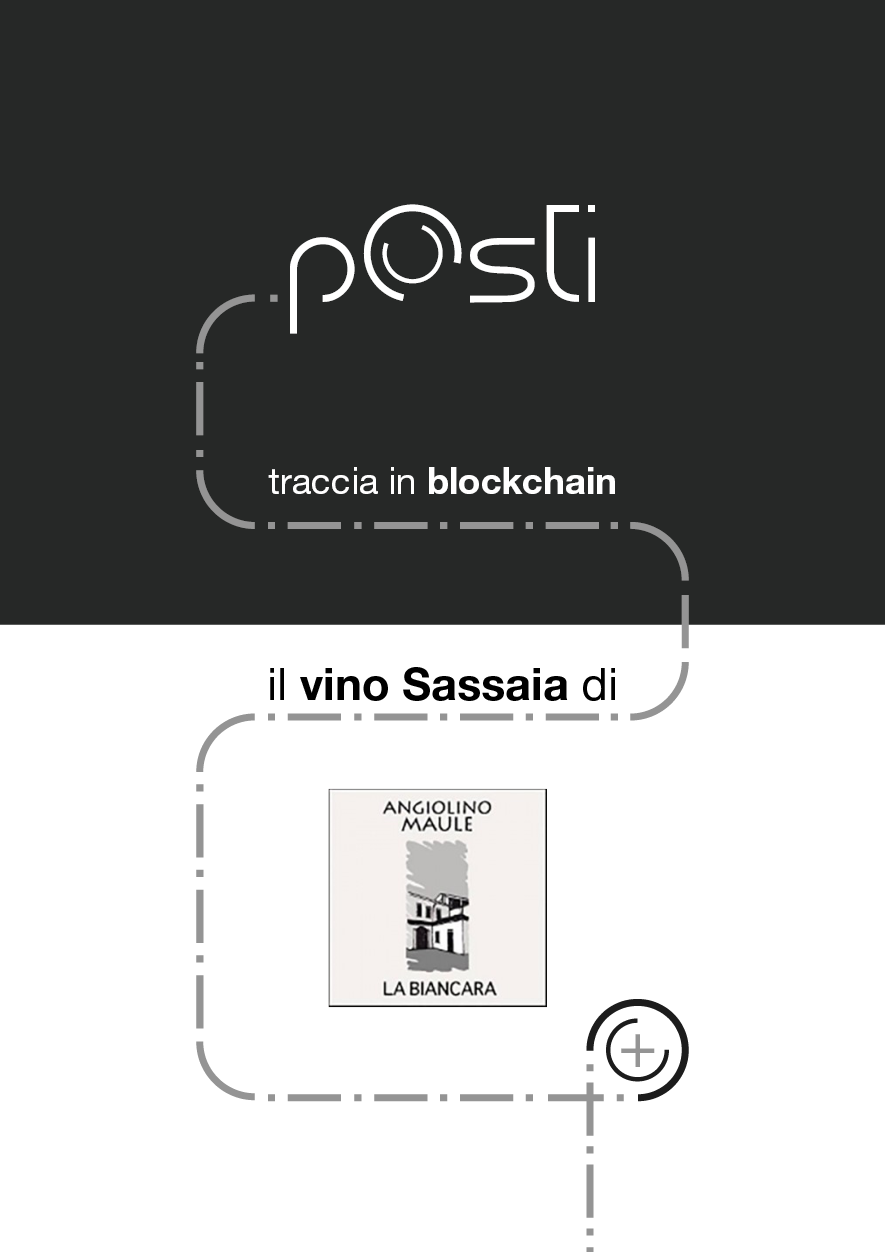 posti
traccia in blockchain
il vino Sassaia di
ANGIOLINO
MAULE
LA BIANCARA